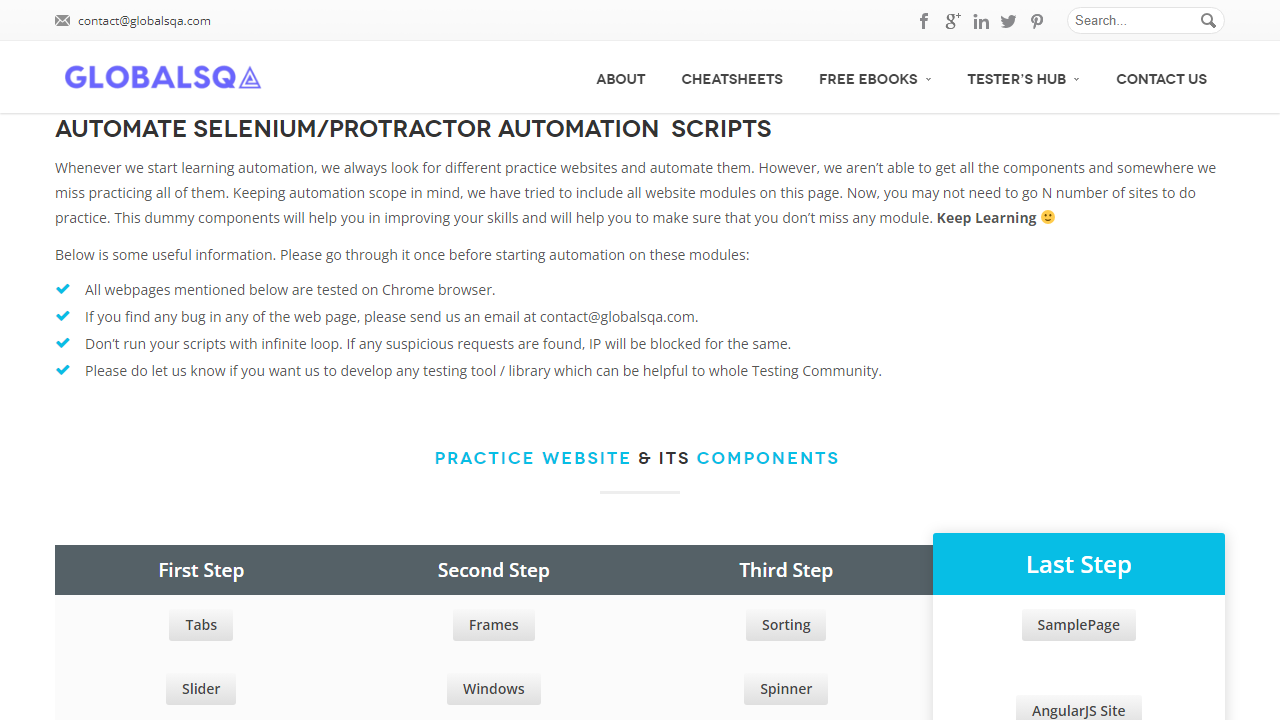 contact@globalsqa.com
Search...
GLOBALSQA
ABOUT
CHEATSHEETS
FREE EBOOKS
TESTER'S HUB
CONTACT US
AUTOMATE SELENIUM/PROTRACTOR AUTOMATION SCRIPTS
Whenever we start learning automation, we always look for different practice websites and automate them. However, we aren’t able to get all the components and somewhere we
miss practicing all of them. Keeping automation scope in mind, we have tried to include all website modules on this page. Now, you may not need to go N number of sites to do
practice. This dummy components will help you in improving your skills and will help you to make sure that you don’t miss any module. Keep Learning 🙂
Below is some useful information. Please go through it once before starting automation on these modules:
All webpages mentioned below are tested on Chrome browser.
If you find any bug in any of the web page, please send us an email at contact@globalsqa.com.
Don’t run your scripts with infinite loop. If any suspicious requests are found, IP will be blocked for the same.
Please do let us know if you want us to develop any testing tool / library which can be helpful to whole Testing Community.
PRACTICE WEBSITE & ITS COMPONENTS
First Step
Second Step
Third Step
Last Step
Tabs
Frames
Sorting
SamplePage
Slider
Windows
Spinner
AngularJS Site